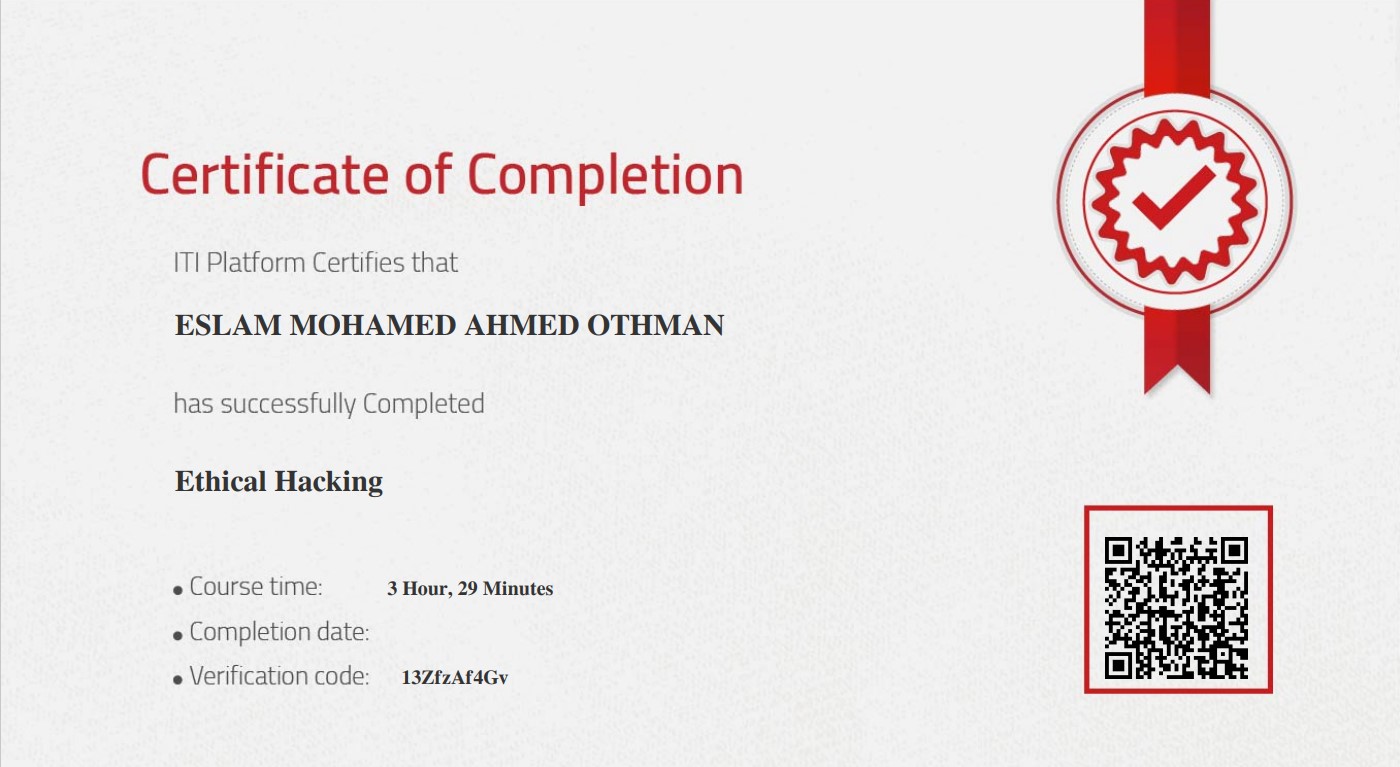 Certificate of Completion
ITI Platform Certifies that
ESLAM MOHAMED AHMED OTHMAN
has successfully Completed
Ethical Hacking
• Course time: 3 Hour, 29 Minutes
• Completion date:
• Verification code: 13ZfzAf4Gv